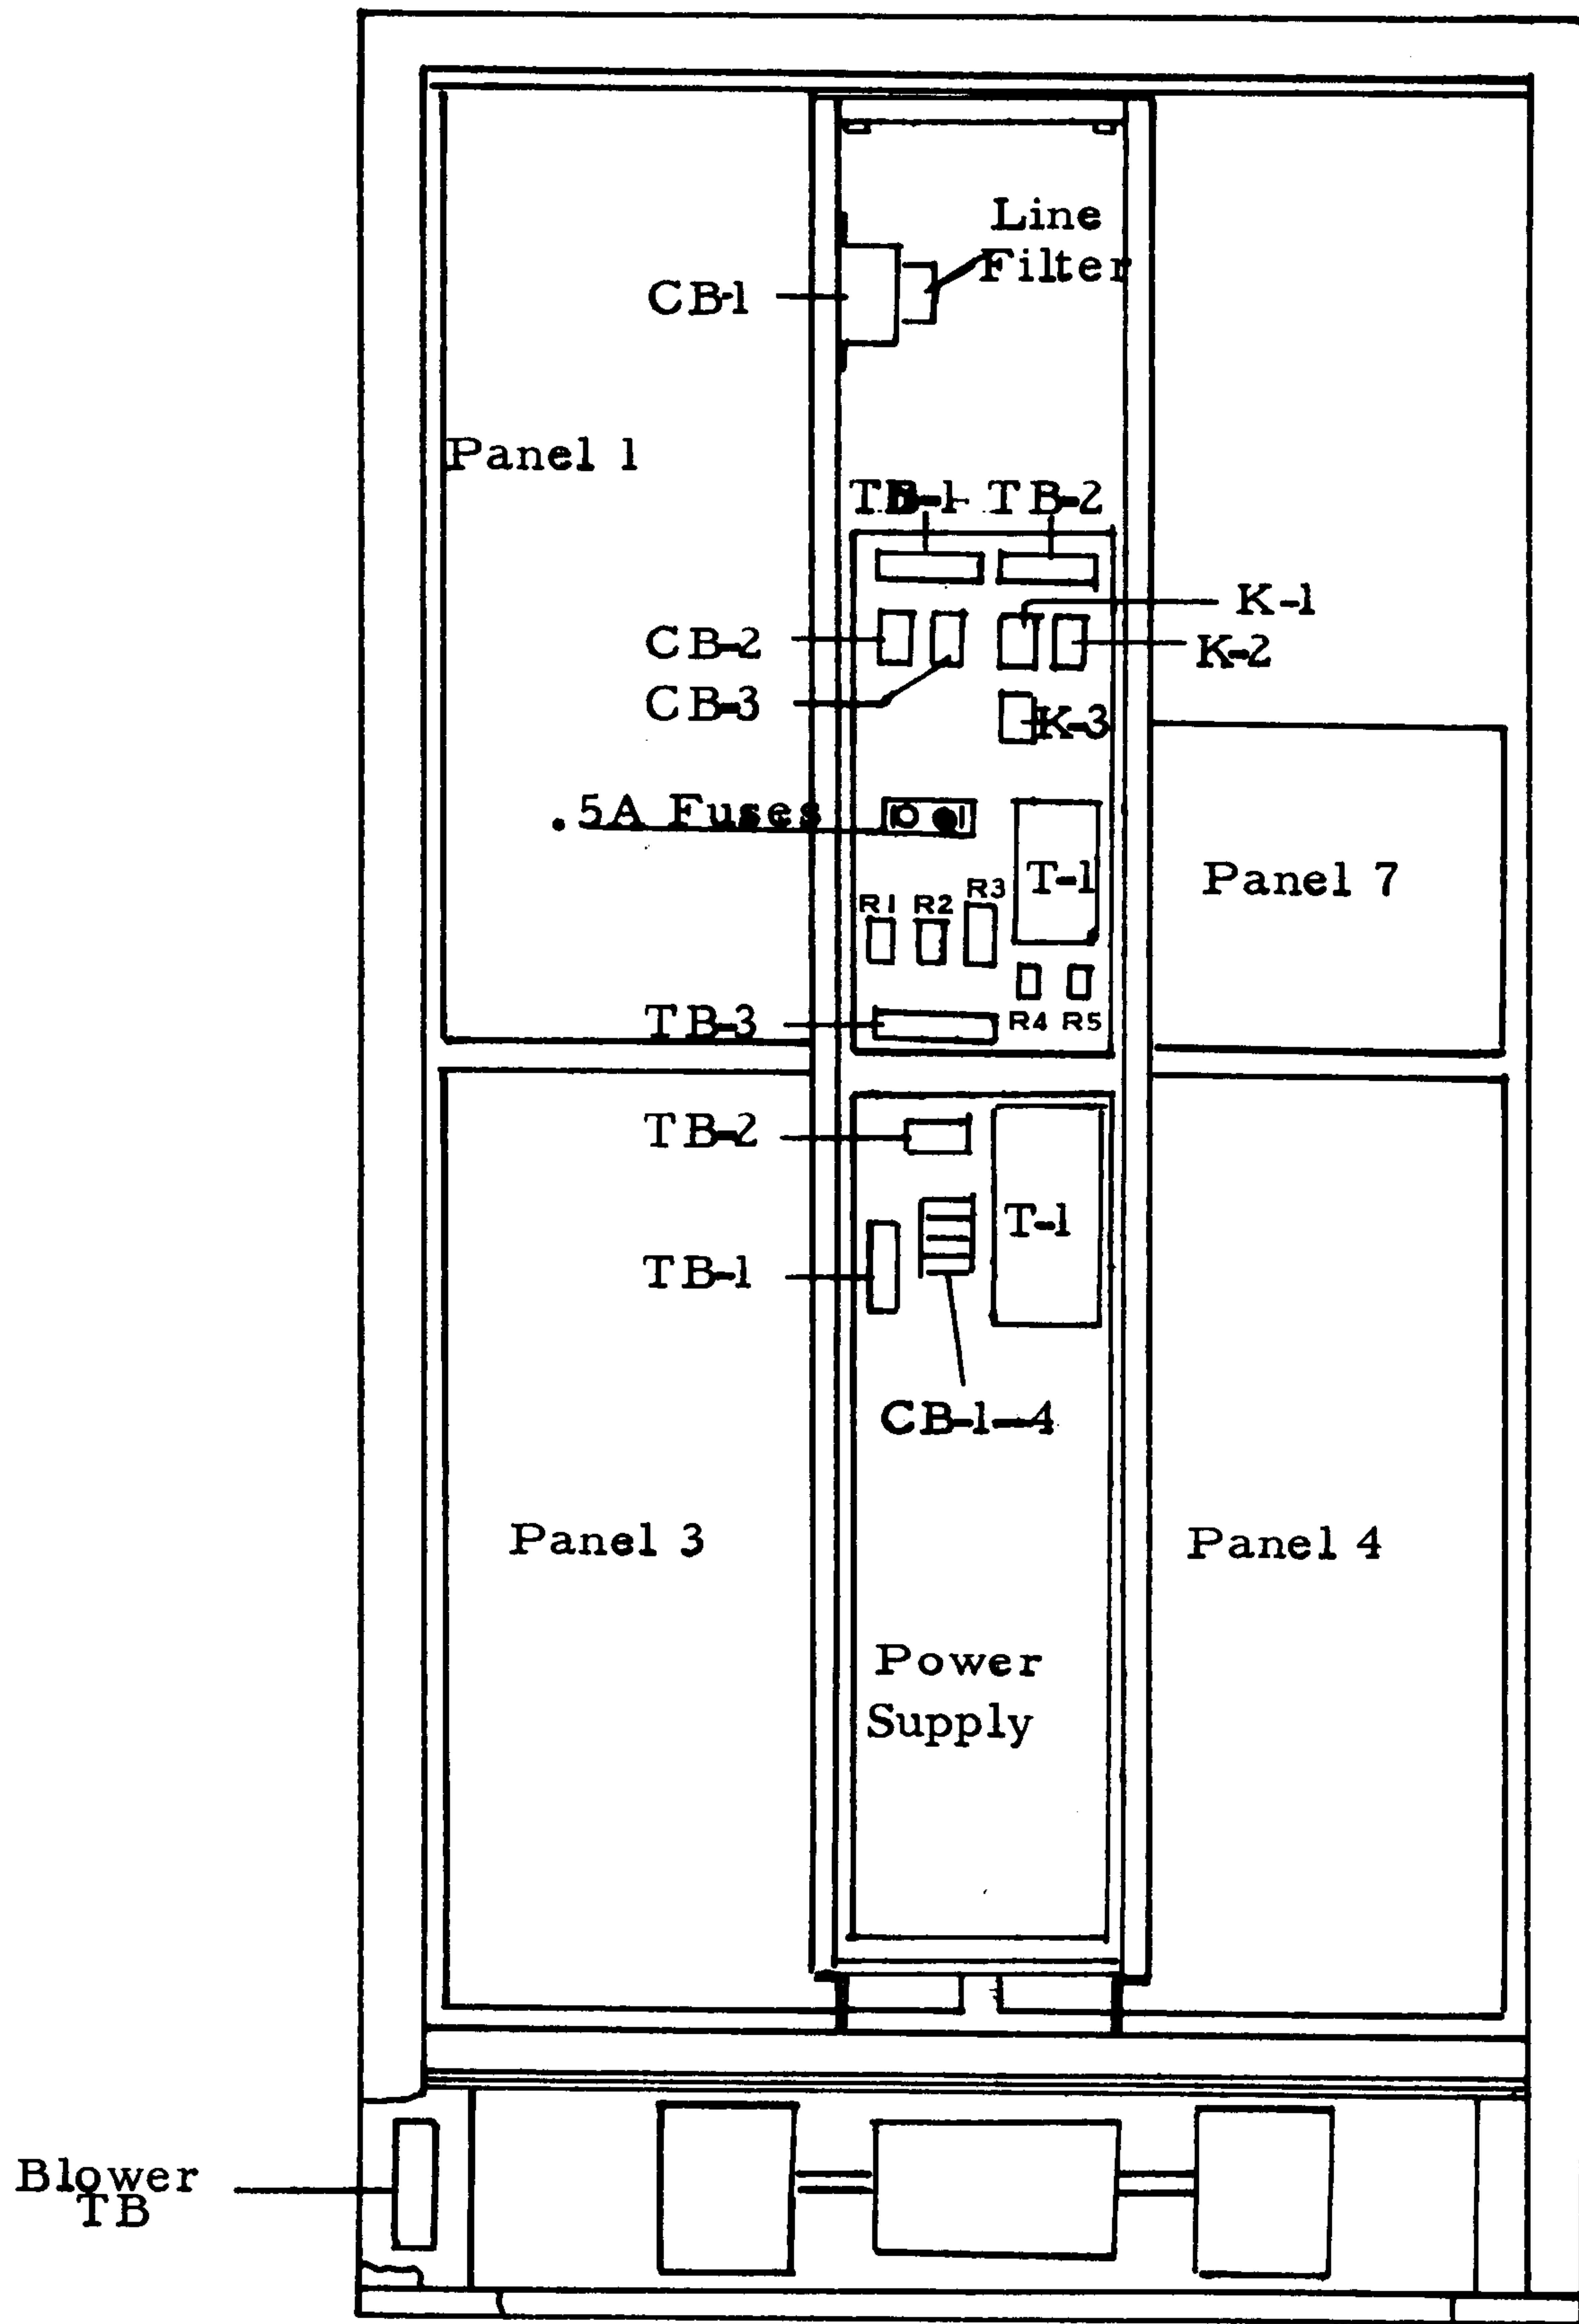 Line
Filter
CB-1
Panel 1
TB-1
TB-2
K-1
CB-2
K-2
CB-3
K-3
.5A Fuses
T-1
Panel 7
R3
R1
R2
TB-3
R4
R5
TB-2
T-1
TB-1
CB-1-4
Panel 3
Panel 4
Power
Supply
Blower
TB